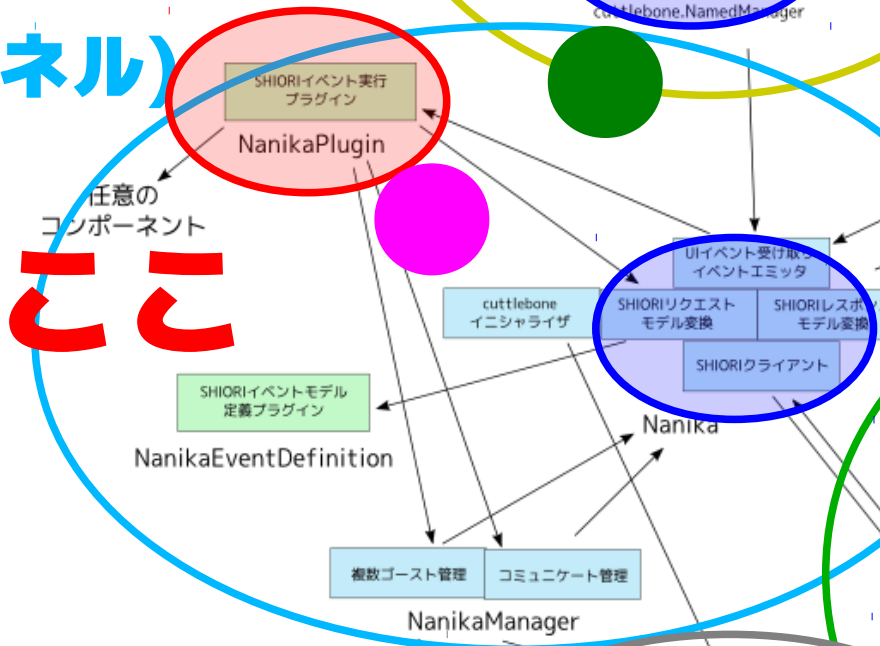 cuttlebone.NamedManager
ネル)
SHIORIイベント実行
プラグイン
NanikaPlugin
任意の
コンポーネント
ここ
UIイベント受け取り
イベントエミッタ
cuttlebone
イニシャライザ
SHIORIリクエスト
モデル変換
SHIORIレスポン
モデル変換
SHIORIクライアント
SHIORIイベントモデル
定義プラグイン
NanikaEventDefinition
Nanika
複数ゴースト管理
コミュニケート管理
NanikaManager